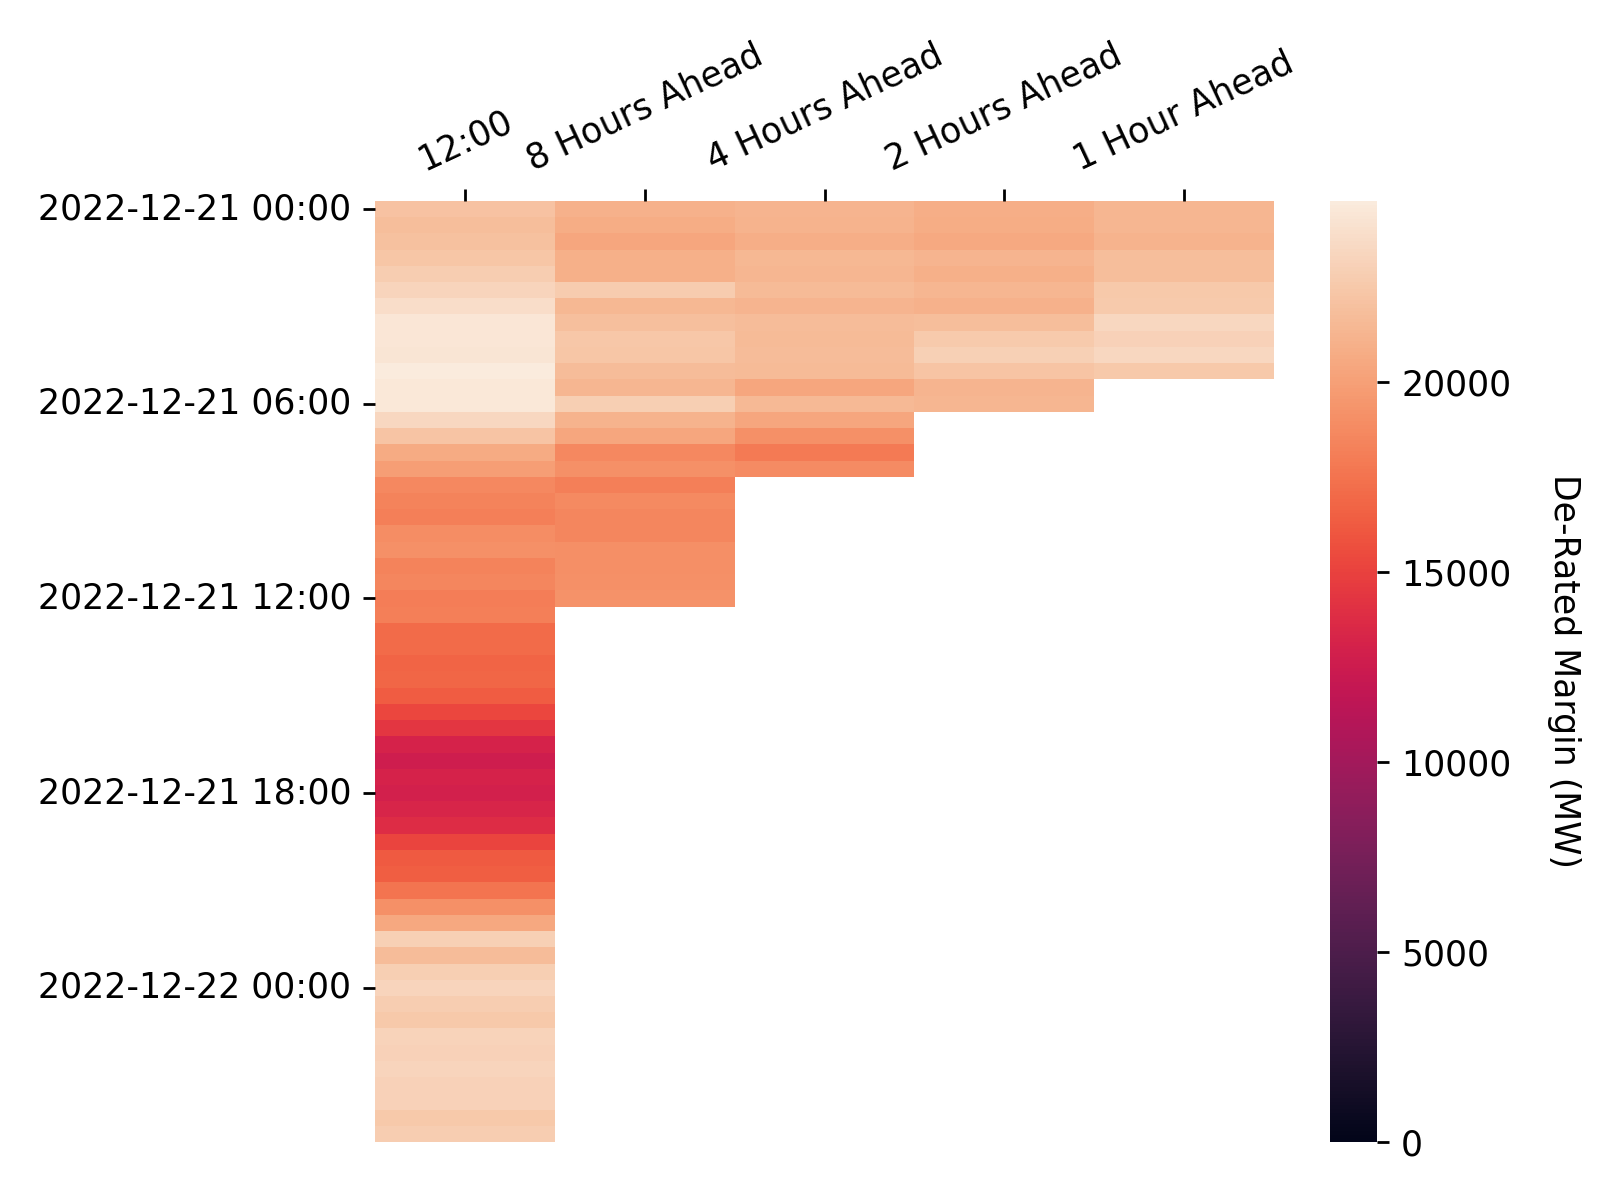 12:00
8 Hours Ahead
4 Hours Ahead
2 Hours Ahead
1 Hour Ahead
2022-12-21 00:00
2022-12-21 06:00
2022-12-21 12:00
2022-12-21 18:00
2022-12-22 00:00
20000
15000
10000
5000
0
De-Rated Margin (MW)